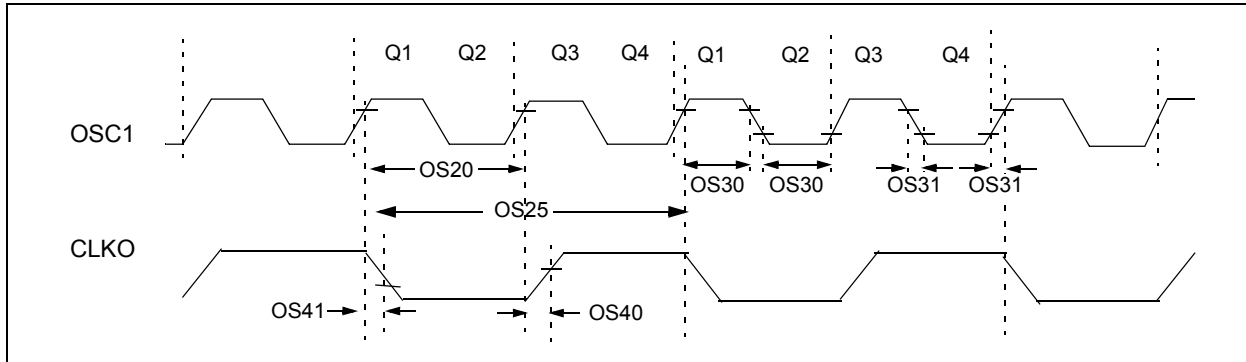 Q1 Q2 Q3 Q4 Q1 Q2 Q3 Q4
OSC1
OS20
OS30 OS30 OS31 OS31
OS25
CLKO
OS41 OS40